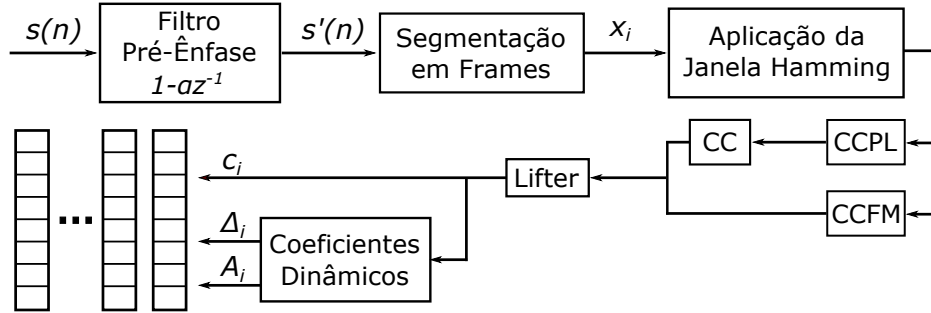 s(n)
Filtro
Pré-Ênfase
1-az⁻¹
s'(n)
Segmentação
em Frames
xᵢ
Aplicação da
Janela Hamming
CC
CCPL
CCFM
Lifter
cᵢ
Δᵢ
Aᵢ
Coeficientes
Dinâmicos